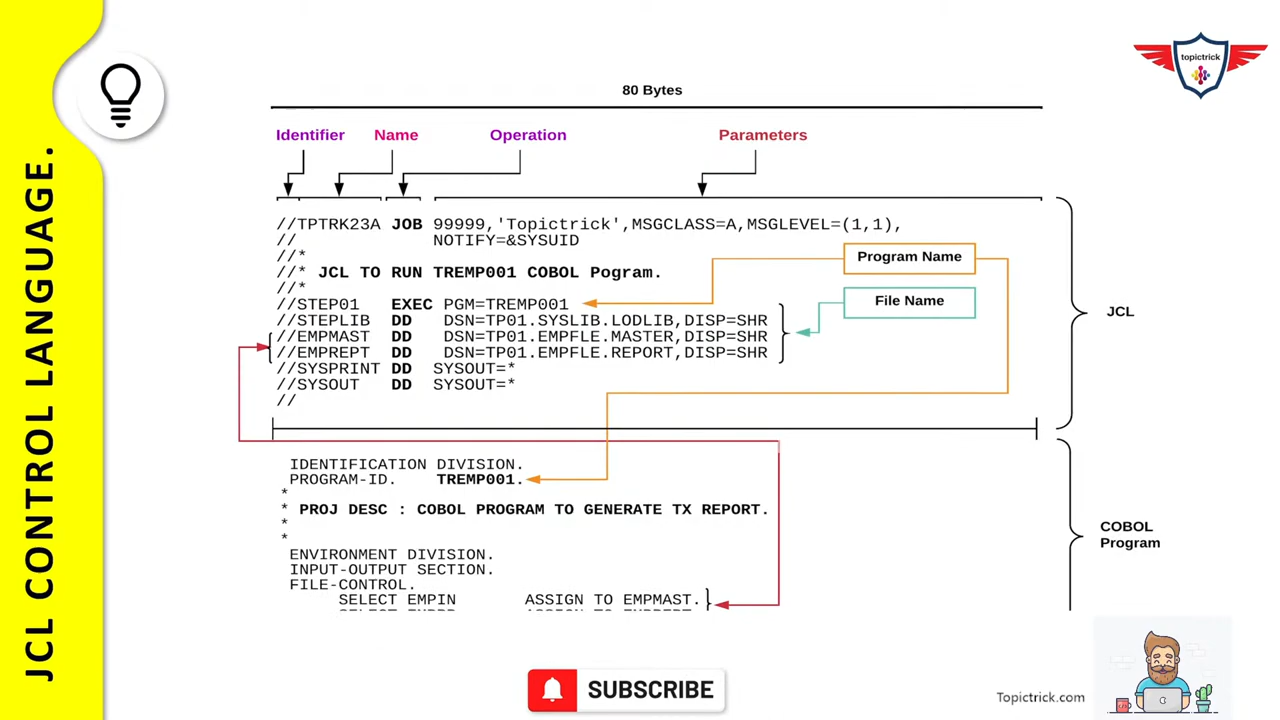 JCL CONTROL LANGUAGE.
topictrick
80 Bytes
Identifier Name Operation Parameters
//TPTRK23A JOB 99999,'Topictrick',MSGCLASS=A,MSGLEVEL=(1,1),
// NOTIFY=&SYSUID
//*
//* JCL TO RUN TREMP001 COBOL Pogram.
//*
//STEP01 EXEC PGM=TREMP001
//STEPLIB DD DSN=TP01.SYSLIB.LODLIB,DISP=SHR
//EMPMAST DD DSN=TP01.EMPFLE.MASTER,DISP=SHR
//EMPREPT DD DSN=TP01.EMPFLE.REPORT,DISP=SHR
//SYSPRINT DD SYSOUT=*
//SYSOUT DD SYSOUT=*
//
Program Name
File Name
JCL
IDENTIFICATION DIVISION.
PROGRAM-ID. TREMP001.
*
* PROJ DESC : COBOL PROGRAM TO GENERATE TX REPORT.
*
*
ENVIRONMENT DIVISION.
INPUT-OUTPUT SECTION.
FILE-CONTROL.
SELECT EMPIN ASSIGN TO EMPMAST.
COBOL
Program
SUBSCRIBE
Topictrick.com